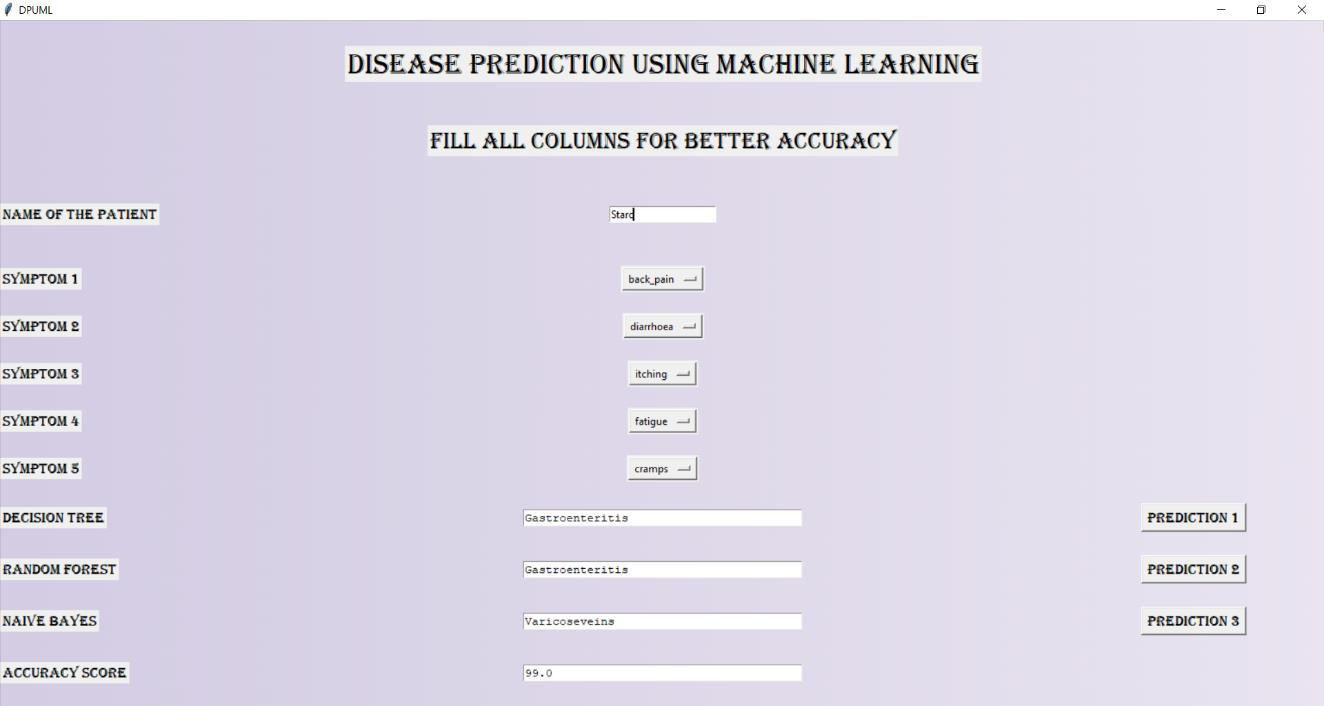 DPUML
DISEASE PREDICTION USING MACHINE LEARNING
FILL ALL COLUMNS FOR BETTER ACCURACY
NAME OF THE PATIENT Starc
SYMPTOM 1 back_pain
SYMPTOM 2 diarrhoea
SYMPTOM 3 itching
SYMPTOM 4 fatigue
SYMPTOM 5 cramps
DECISION TREE Gastroenteritis PREDICTION 1
RANDOM FOREST Gastroenteritis PREDICTION 2
NAIVE BAYES Varicoseveins PREDICTION 3
ACCURACY SCORE 99.0